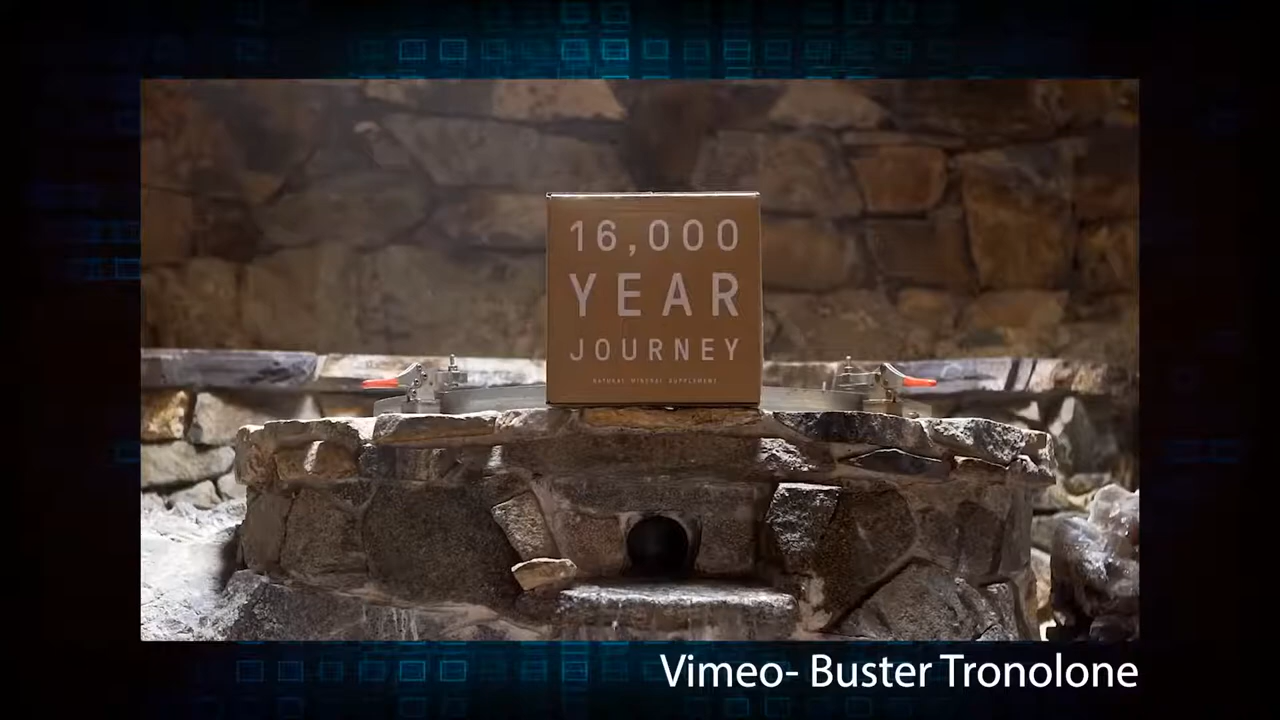 16,000
YEAR
JOURNEY
NATURAL MINERAL SUPPLEMENT
Vimeo- Buster Tronolone